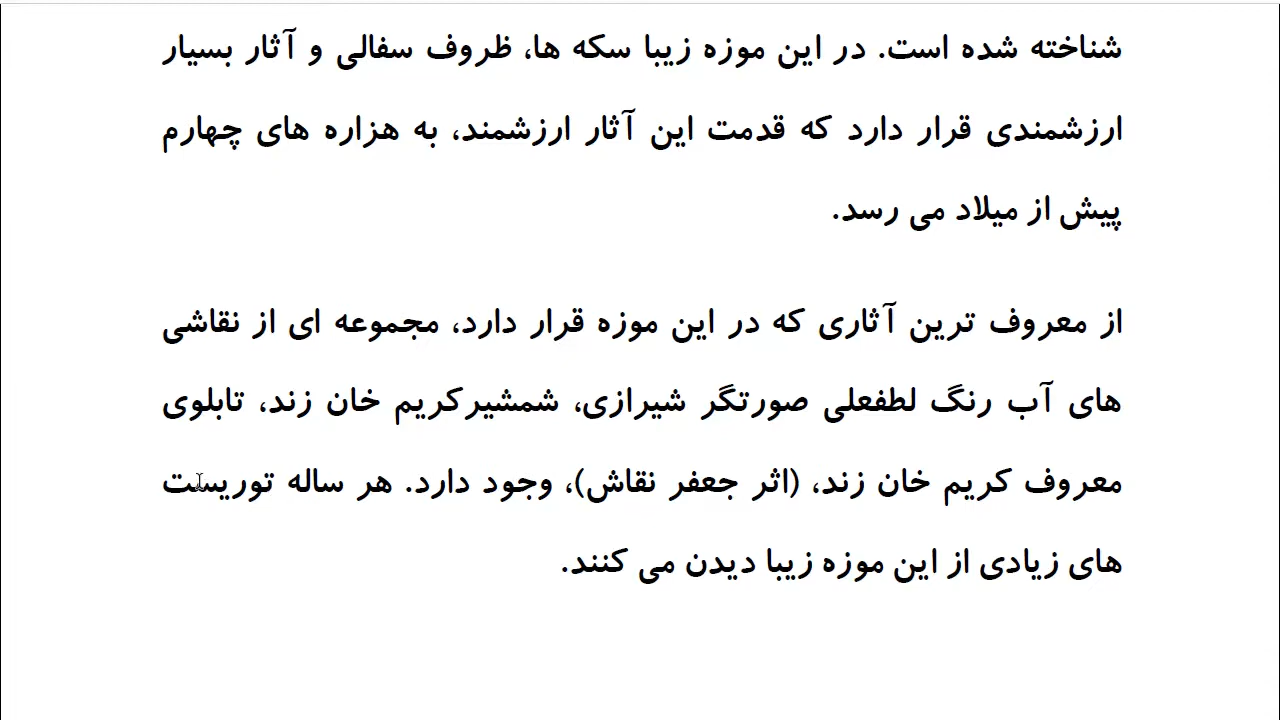 شناخته شده است. در این موزه زیبا سکه ها، ظروف سفالی و آثار بسیار
ارزشمندی قرار دارد که قدمت این آثار ارزشمند، به هزاره های چهارم
پیش از میلاد می رسد.
از معروف ترین آثاری که در این موزه قرار دارد، مجموعه ای از نقاشی
های آب رنگ لطفعلی صورتگر شیرازی، شمشیرکریم خان زند، تابلوی
معروف کریم خان زند، (اثر جعفر نقاش)، وجود دارد. هر ساله توریست
های زیادی از این موزه زیبا دیدن می کنند.